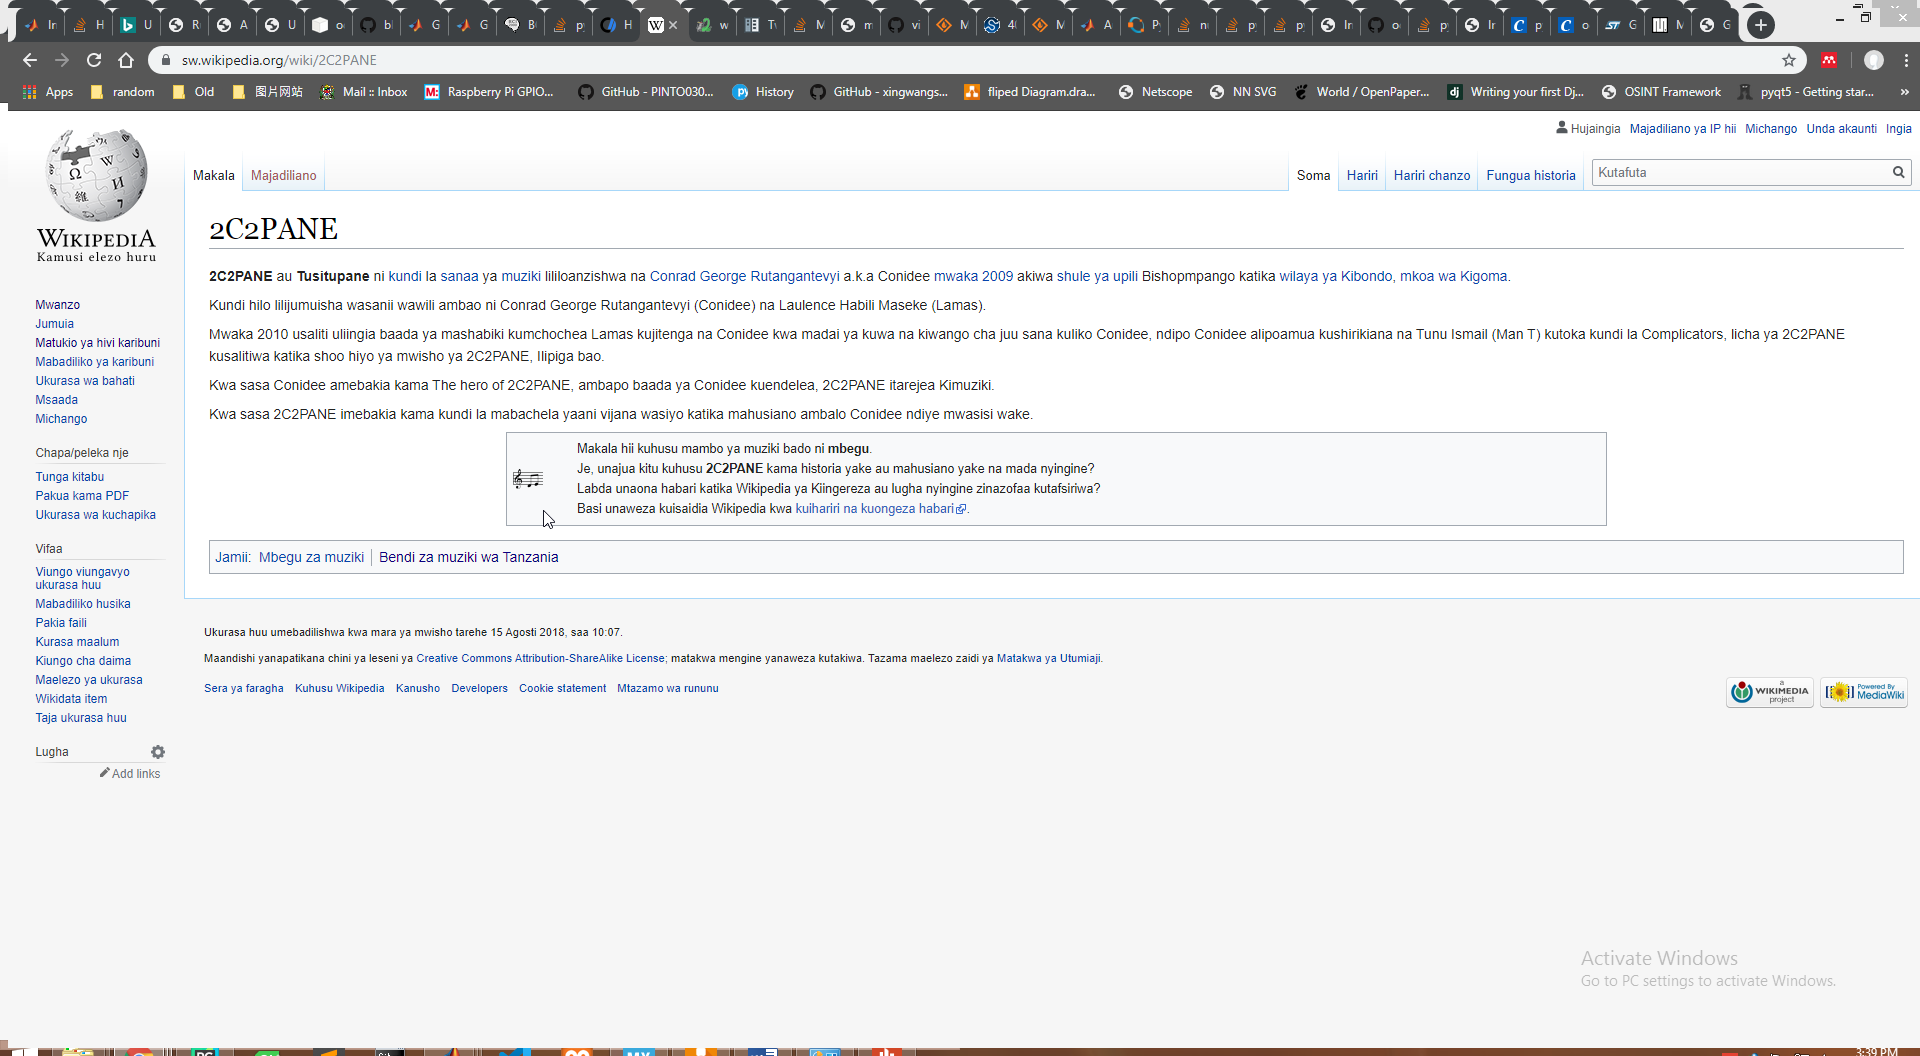 sw.wikipedia.org/wiki/2C2PANE
Apps random Old 图片网站 Mail :: Inbox Raspberry Pi GPIO... GitHub - PINTO030... History GitHub - xingwangs... fliped Diagram.dra... Netscope NN SVG World / OpenPaper... Writing your first Dj... OSINT Framework pyqt5 - Getting star... »
Hujaingia Majadiliano ya IP hii Michango Unda akaunti Ingia
Makala Majadiliano Soma Hariri Hariri chanzo Fungua historia Kutafuta
WIKIPEDIA
Kamusi elezo huru
2C2PANE
2C2PANE au Tusitupane ni kundi la sanaa ya muziki lililoanzishwa na Conrad George Rutangantevyi a.k.a Conidee mwaka 2009 akiwa shule ya upili Bishopmpango katika wilaya ya Kibondo, mkoa wa Kigoma.
Kundi hilo lilijumuisha wasanii wawili ambao ni Conrad George Rutangantevyi (Conidee) na Laulence Habili Maseke (Lamas).
Mwaka 2010 usaliti uliingia baada ya mashabiki kumchochea Lamas kujitenga na Conidee kwa madai ya kuwa na kiwango cha juu sana kuliko Conidee, ndipo Conidee alipoamua kushirikiana na Tunu Ismail (Man T) kutoka kundi la Complicators, licha ya 2C2PANE
kusalitiwa katika shoo hiyo ya mwisho ya 2C2PANE, Ilipiga bao.
Kwa sasa Conidee amebakia kama The hero of 2C2PANE, ambapo baada ya Conidee kuendelea, 2C2PANE itarejea Kimuziki.
Kwa sasa 2C2PANE imebakia kama kundi la mabachela yaani vijana wasiyo katika mahusiano ambalo Conidee ndiye mwasisi wake.
Makala hii kuhusu mambo ya muziki bado ni mbegu.
Je, unajua kitu kuhusu 2C2PANE kama historia yake au mahusiano yake na mada nyingine?
Labda unaona habari katika Wikipedia ya Kiingereza au lugha nyingine zinazofaa kutafsiriwa?
Basi unaweza kuisaidia Wikipedia kwa kuihariri na kuongeza habari.
Jamii: Mbegu za muziki Bendi za muziki wa Tanzania
Mwanzo
Jumuia
Matukio ya hivi karibuni
Mabadiliko ya karibuni
Ukurasa wa bahati
Msaada
Michango
Chapa/peleka nje
Tunga kitabu
Pakua kama PDF
Ukurasa wa kuchapika
Vifaa
Viungo viungavyo
ukurasa huu
Mabadiliko husika
Pakia faili
Kurasa maalum
Kiungo cha daima
Maelezo ya ukurasa
Wikidata item
Taja ukurasa huu
Lugha
Add links
Ukurasa huu umebadilishwa kwa mara ya mwisho tarehe 15 Agosti 2018, saa 10:07.
Maandishi yanapatikana chini ya leseni ya Creative Commons Attribution-ShareAlike License; matakwa mengine yanaweza kutakiwa. Tazama maelezo zaidi ya Matakwa ya Utumiaji.
Sera ya faragha Kuhusu Wikipedia Kanusho Developers Cookie statement Mtazamo wa rununu
a
WIKIMEDIA
project
Powered By
MediaWiki
Activate Windows
Go to PC settings to activate Windows.
3:39 PM